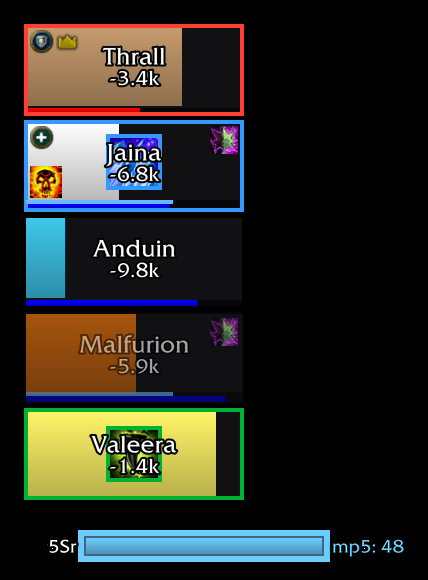 Thrall
-3.4k
Jaina
-6.8k
Anduin
-9.8k
Malfurion
-5.9k
Valeera
-1.4k
5Sr mp5: 48